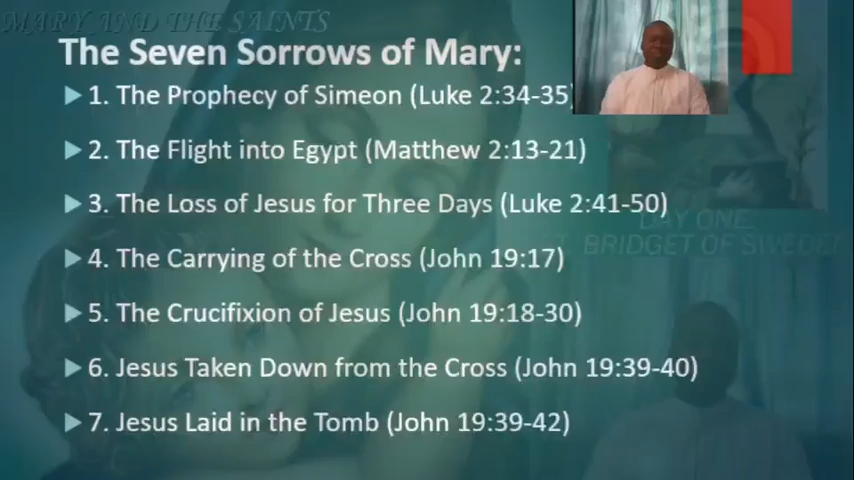 MARY AND THE SAINTS
The Seven Sorrows of Mary:
1. The Prophecy of Simeon (Luke 2:34-35)
2. The Flight into Egypt (Matthew 2:13-21)
3. The Loss of Jesus for Three Days (Luke 2:41-50)
DAY ONE
BRIDGET OF SWEDEN
4. The Carrying of the Cross (John 19:17)
5. The Crucifixion of Jesus (John 19:18-30)
6. Jesus Taken Down from the Cross (John 19:39-40)
7. Jesus Laid in the Tomb (John 19:39-42)